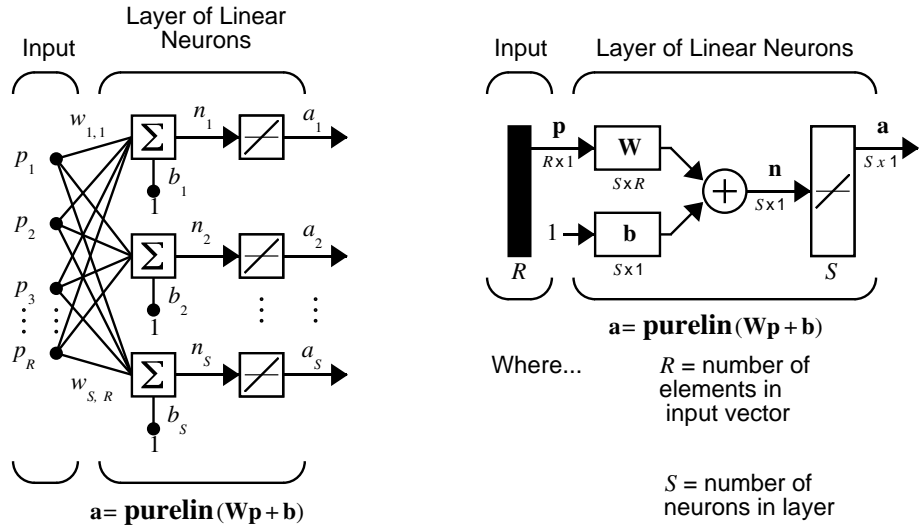 Layer of Linear
Neurons
Input
w1,1
n1
a1
Σ
p1
b1
1
p2
n2
a2
Σ
p3
b2
1
pR
nS
aS
Σ
wS, R
bS
1
a= purelin(Wp+b)
Input
Layer of Linear Neurons
p
R x 1
W
S x R
a
S x 1
n
S x 1
+
1
b
S x 1
R
S
a= purelin(Wp+b)
Where...
R = number of
elements in
input vector
S = number of
neurons in layer